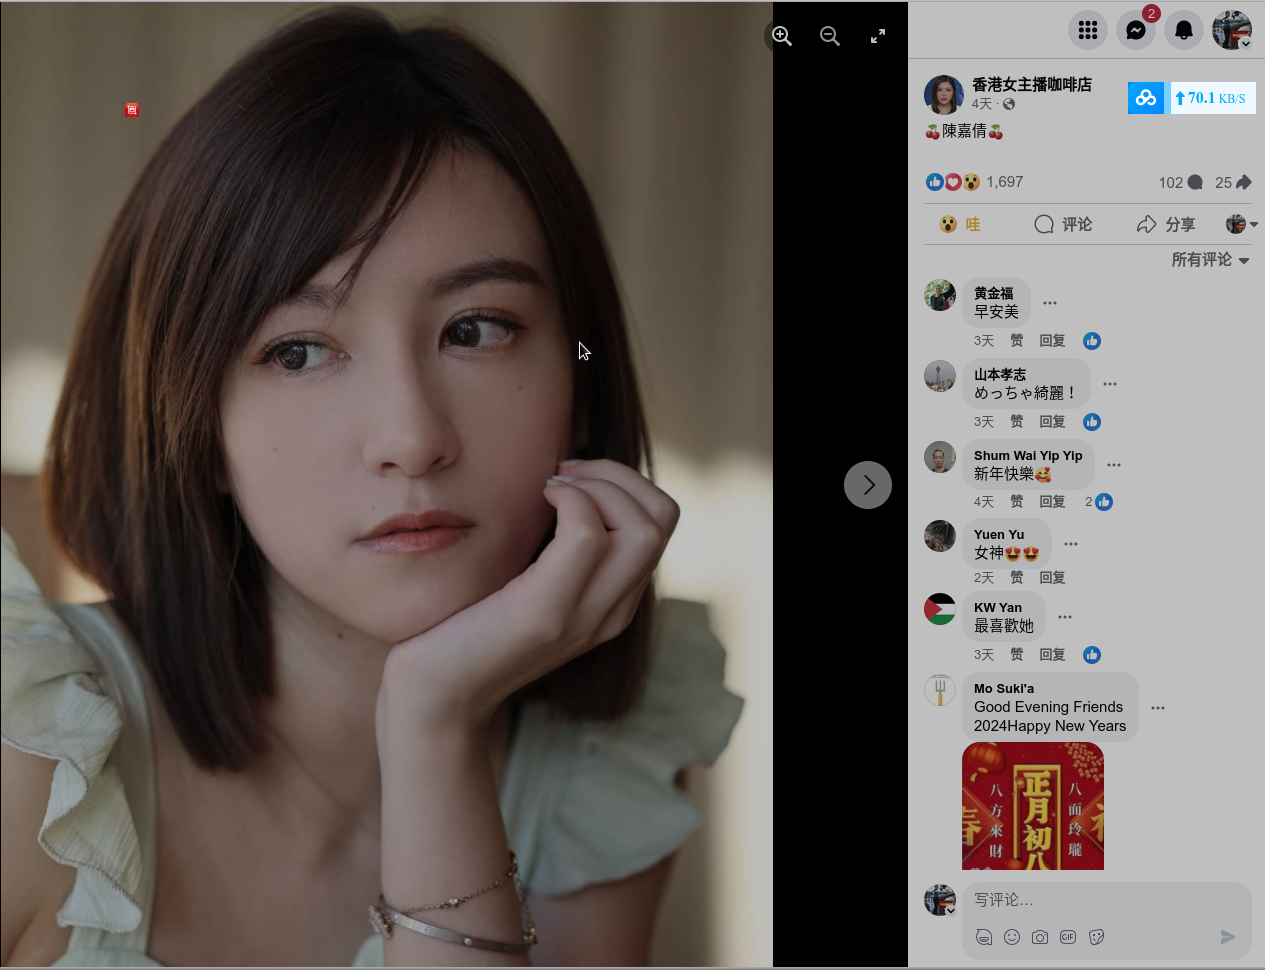 2
香港女主播咖啡店
4天
70.1 KB/S
🍒陳嘉倩🍒
1,697
102
25
哇
评论
分享
所有评论
黄金福
早安美
3天 赞 回复
山本孝志
めっちゃ綺麗！
3天 赞 回复
Shum Wai Yip Yip
新年快樂🥰
4天 赞 回复 2
Yuen Yu
女神😍😍
2天 赞 回复
KW Yan
最喜歡她
3天 赞 回复
Mo Suki'a
Good Evening Friends
2024Happy New Years
八方來財
正月初八
八面玲瓏
春
写评论…
GIF